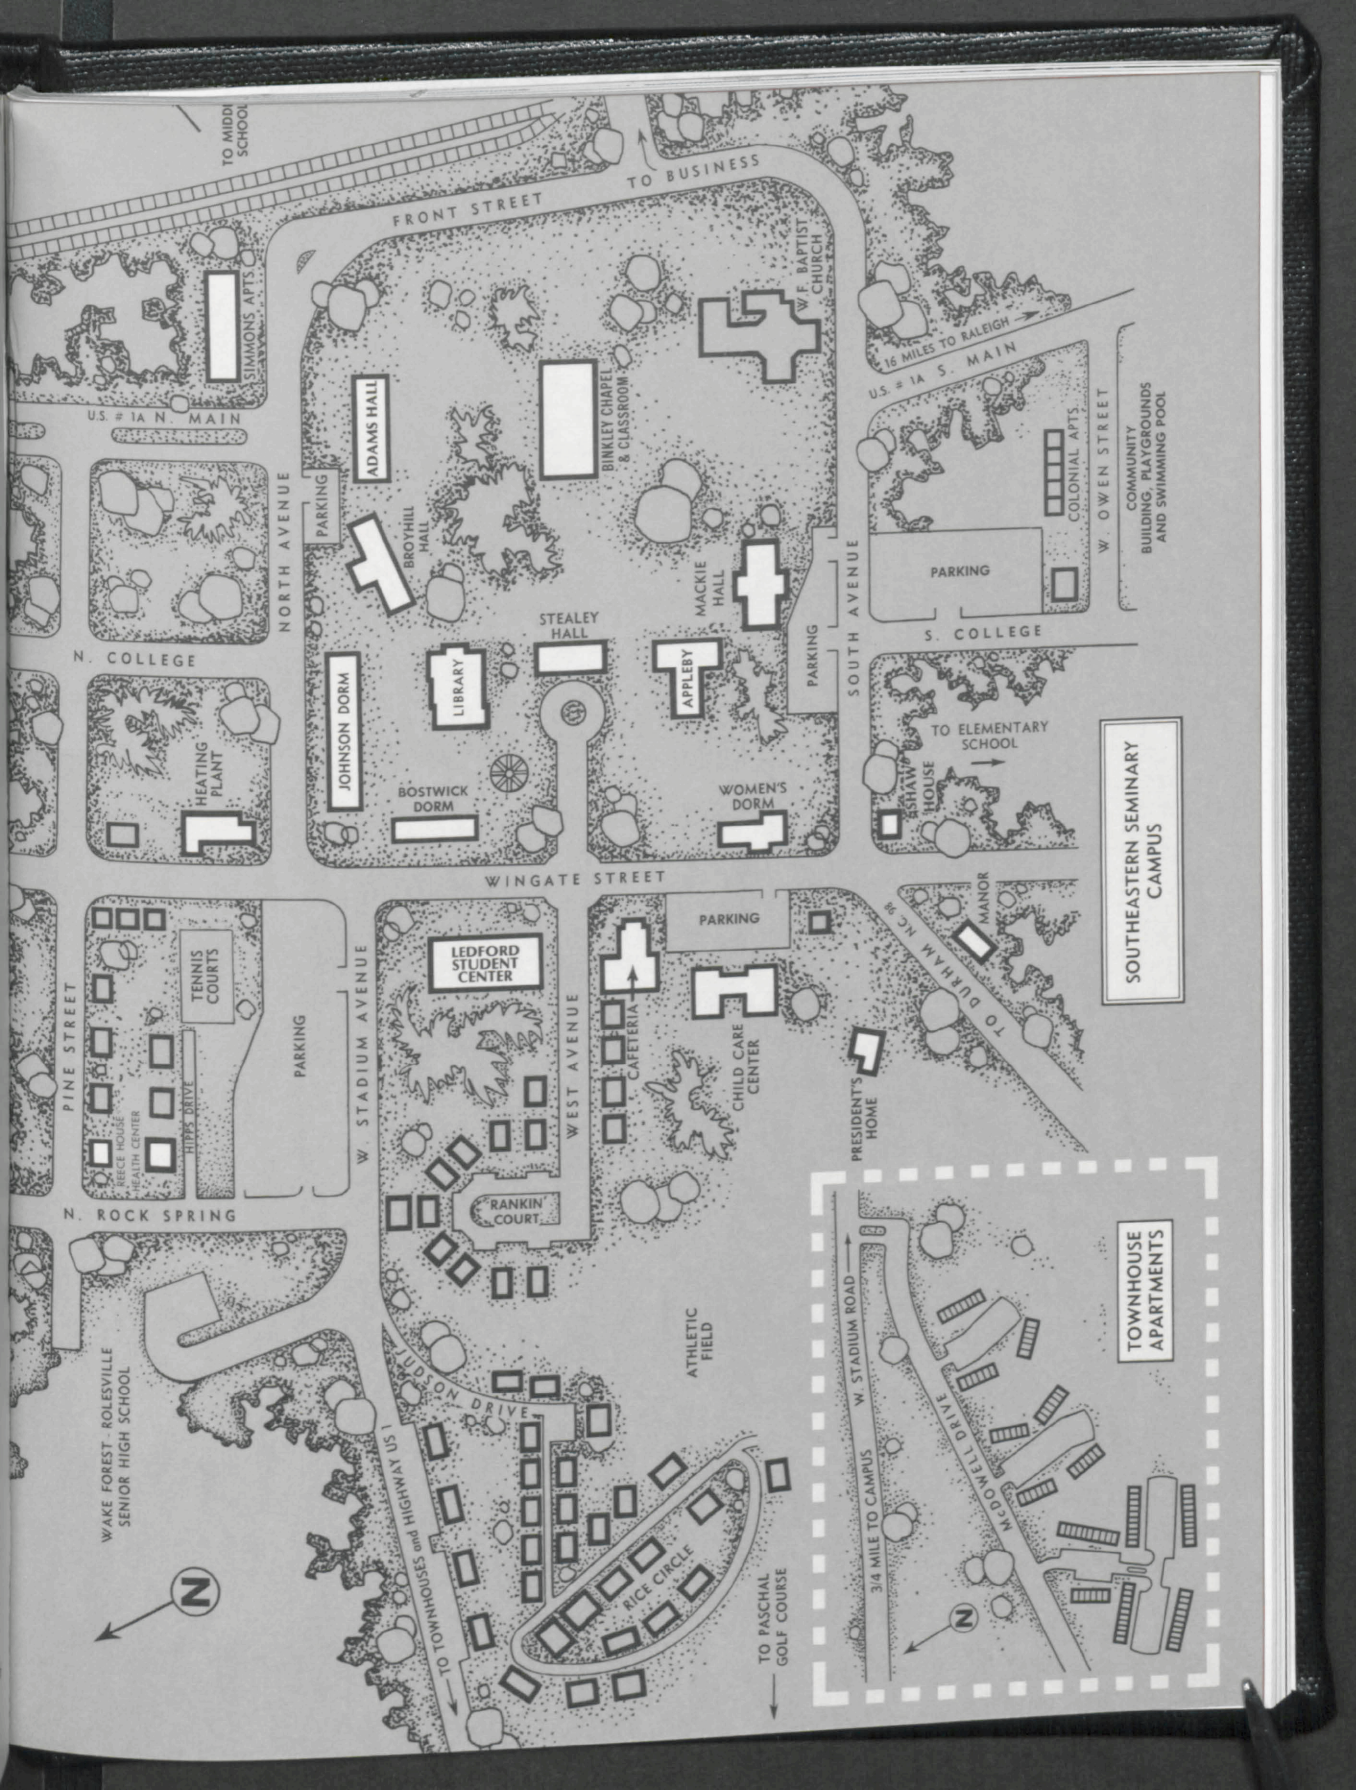 TO MIDDL
SCHOOL
FRONT STREET
TO BUSINESS
SIMMONS APTS.
U.S. # 1A N. MAIN
NORTH AVENUE
PARKING
ADAMS HALL
BROYHILL
HALL
BINKLEY CHAPEL
& CLASSROOM
W.F. BAPTIST
CHURCH
16 MILES TO RALEIGH
U.S. # 1A S. MAIN
COLONIAL APTS.
W OWEN STREET
COMMUNITY
BUILDING, PLAYGROUNDS
AND SWIMMING POOL
PARKING
SOUTH AVENUE
S. COLLEGE
N. COLLEGE
MACKIE
HALL
PARKING
STEALEY
HALL
LIBRARY
APPLEBY
JOHNSON DORM
BOSTWICK
DORM
WOMEN'S
DORM
HEATING
PLANT
SHAW
HOUSE
TO ELEMENTARY
SCHOOL
SOUTHEASTERN SEMINARY
CAMPUS
WINGATE STREET
PARKING
MANOR
TO DURHAM NC 98
LEDFORD
STUDENT
CENTER
TENNIS
COURTS
PARKING
W. STADIUM AVENUE
WEST AVENUE
CAFETERIA
CHILD CARE
CENTER
PRESIDENT'S
HOME
PINE STREET
REECE HOUSE
HEALTH CENTER
HIPPS DRIVE
N. ROCK SPRING
RANKIN
COURT
ATHLETIC
FIELD
JUDSON DRIVE
WAKE FOREST - ROLESVILLE
SENIOR HIGH SCHOOL
N
TO TOWNHOUSES and HIGHWAY US 1
RICE CIRCLE
TO PASCHAL
GOLF COURSE
TOWNHOUSE
APARTMENTS
W. STADIUM ROAD
3/4 MILE TO CAMPUS
McDOWELL DRIVE
N